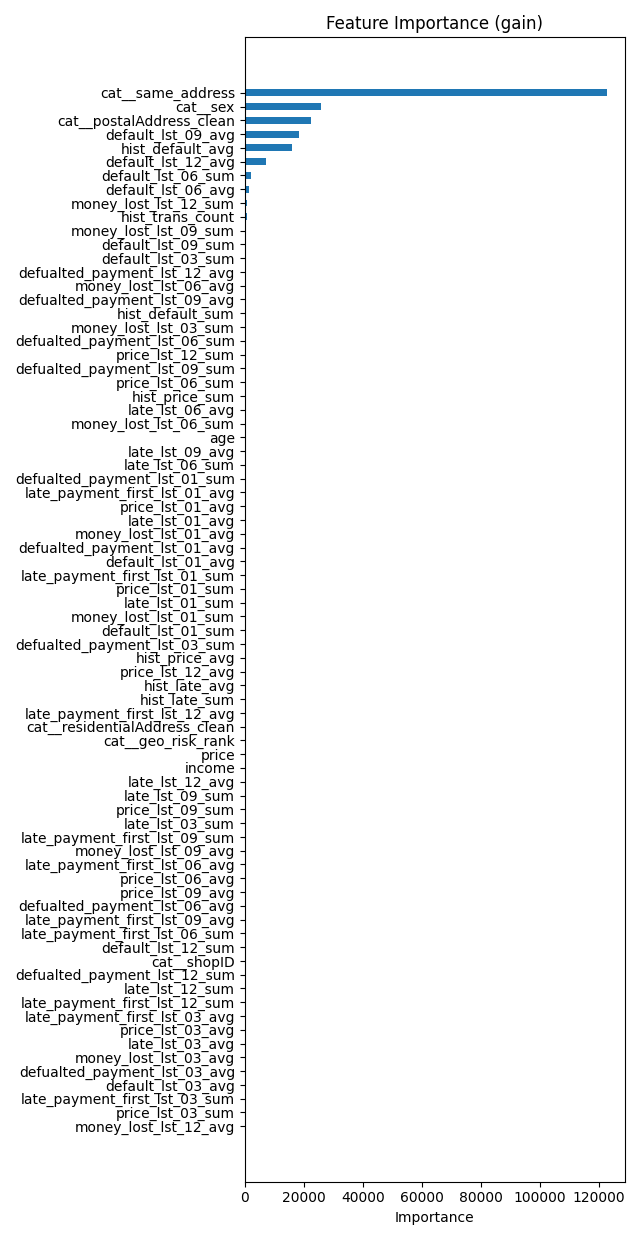 Feature Importance (gain)
cat__same_address
cat__sex
cat__postalAddress_clean
default_lst_09_avg
hist_default_avg
default_lst_12_avg
default_lst_06_sum
default_lst_06_avg
money_lost_lst_12_sum
hist_trans_count
money_lost_lst_09_sum
default_lst_09_sum
default_lst_03_sum
defualted_payment_lst_12_avg
money_lost_lst_06_avg
defualted_payment_lst_09_avg
hist_default_sum
money_lost_lst_03_sum
defualted_payment_lst_06_sum
price_lst_12_sum
defualted_payment_lst_09_sum
price_lst_06_sum
hist_price_sum
late_lst_06_avg
money_lost_lst_06_sum
age
late_lst_09_avg
late_lst_06_sum
defualted_payment_lst_01_sum
late_payment_first_lst_01_avg
price_lst_01_avg
late_lst_01_avg
money_lost_lst_01_avg
defualted_payment_lst_01_avg
default_lst_01_avg
late_payment_first_lst_01_sum
price_lst_01_sum
late_lst_01_sum
money_lost_lst_01_sum
default_lst_01_sum
defualted_payment_lst_03_sum
hist_price_avg
price_lst_12_avg
hist_late_avg
hist_late_sum
late_payment_first_lst_12_avg
cat__residentialAddress_clean
cat__geo_risk_rank
price
income
late_lst_12_avg
late_lst_09_sum
price_lst_09_sum
late_lst_03_sum
late_payment_first_lst_09_sum
money_lost_lst_09_avg
late_payment_first_lst_06_avg
price_lst_06_avg
price_lst_09_avg
defualted_payment_lst_06_avg
late_payment_first_lst_09_avg
late_payment_first_lst_06_sum
default_lst_12_sum
cat__shopID
defualted_payment_lst_12_sum
late_lst_12_sum
late_payment_first_lst_12_sum
late_payment_first_lst_03_avg
price_lst_03_avg
late_lst_03_avg
money_lost_lst_03_avg
defualted_payment_lst_03_avg
default_lst_03_avg
late_payment_first_lst_03_sum
price_lst_03_sum
money_lost_lst_12_avg
0 20000 40000 60000 80000 100000 120000
Importance